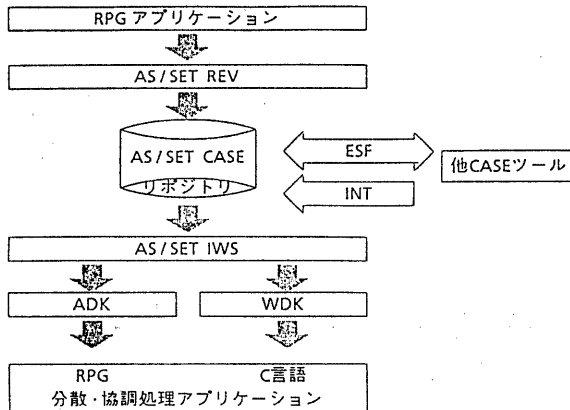 RPG アプリケーション
AS/SET REV
AS/SET CASE
リポジトリ
ESF
INT
他CASEツール
AS/SET IWS
ADK
WDK
RPG
C言語
分散・協調処理アプリケーション